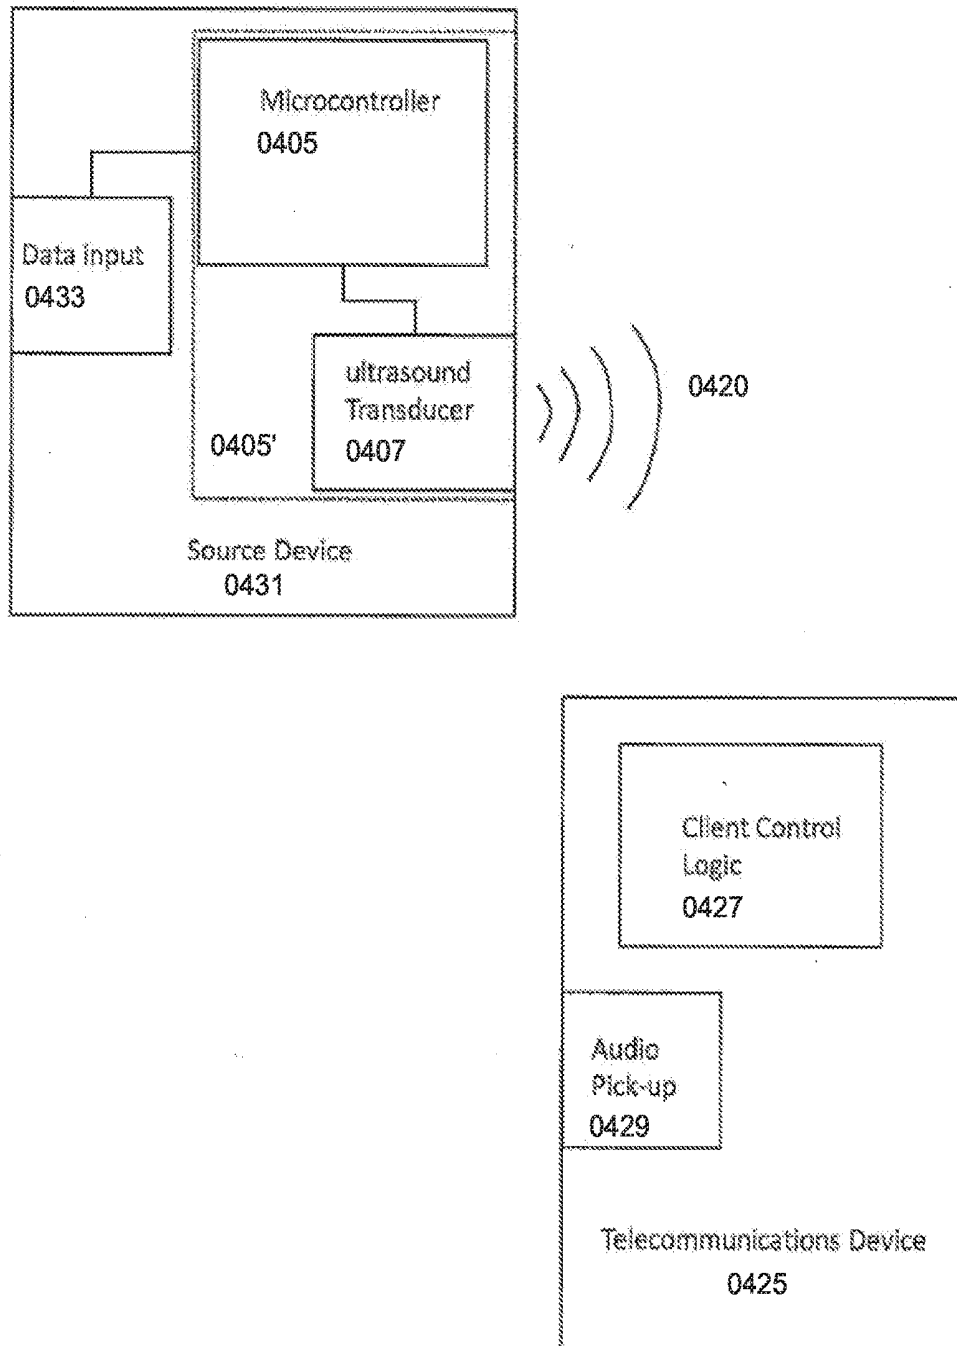 Microcontroller
0405
Data input
0433
ultrasound
Transducer
0407
0405'
0420
Source Device
0431
Client Control
Logic
0427
Audio
Pick-up
0429
Telecommunications Device
0425